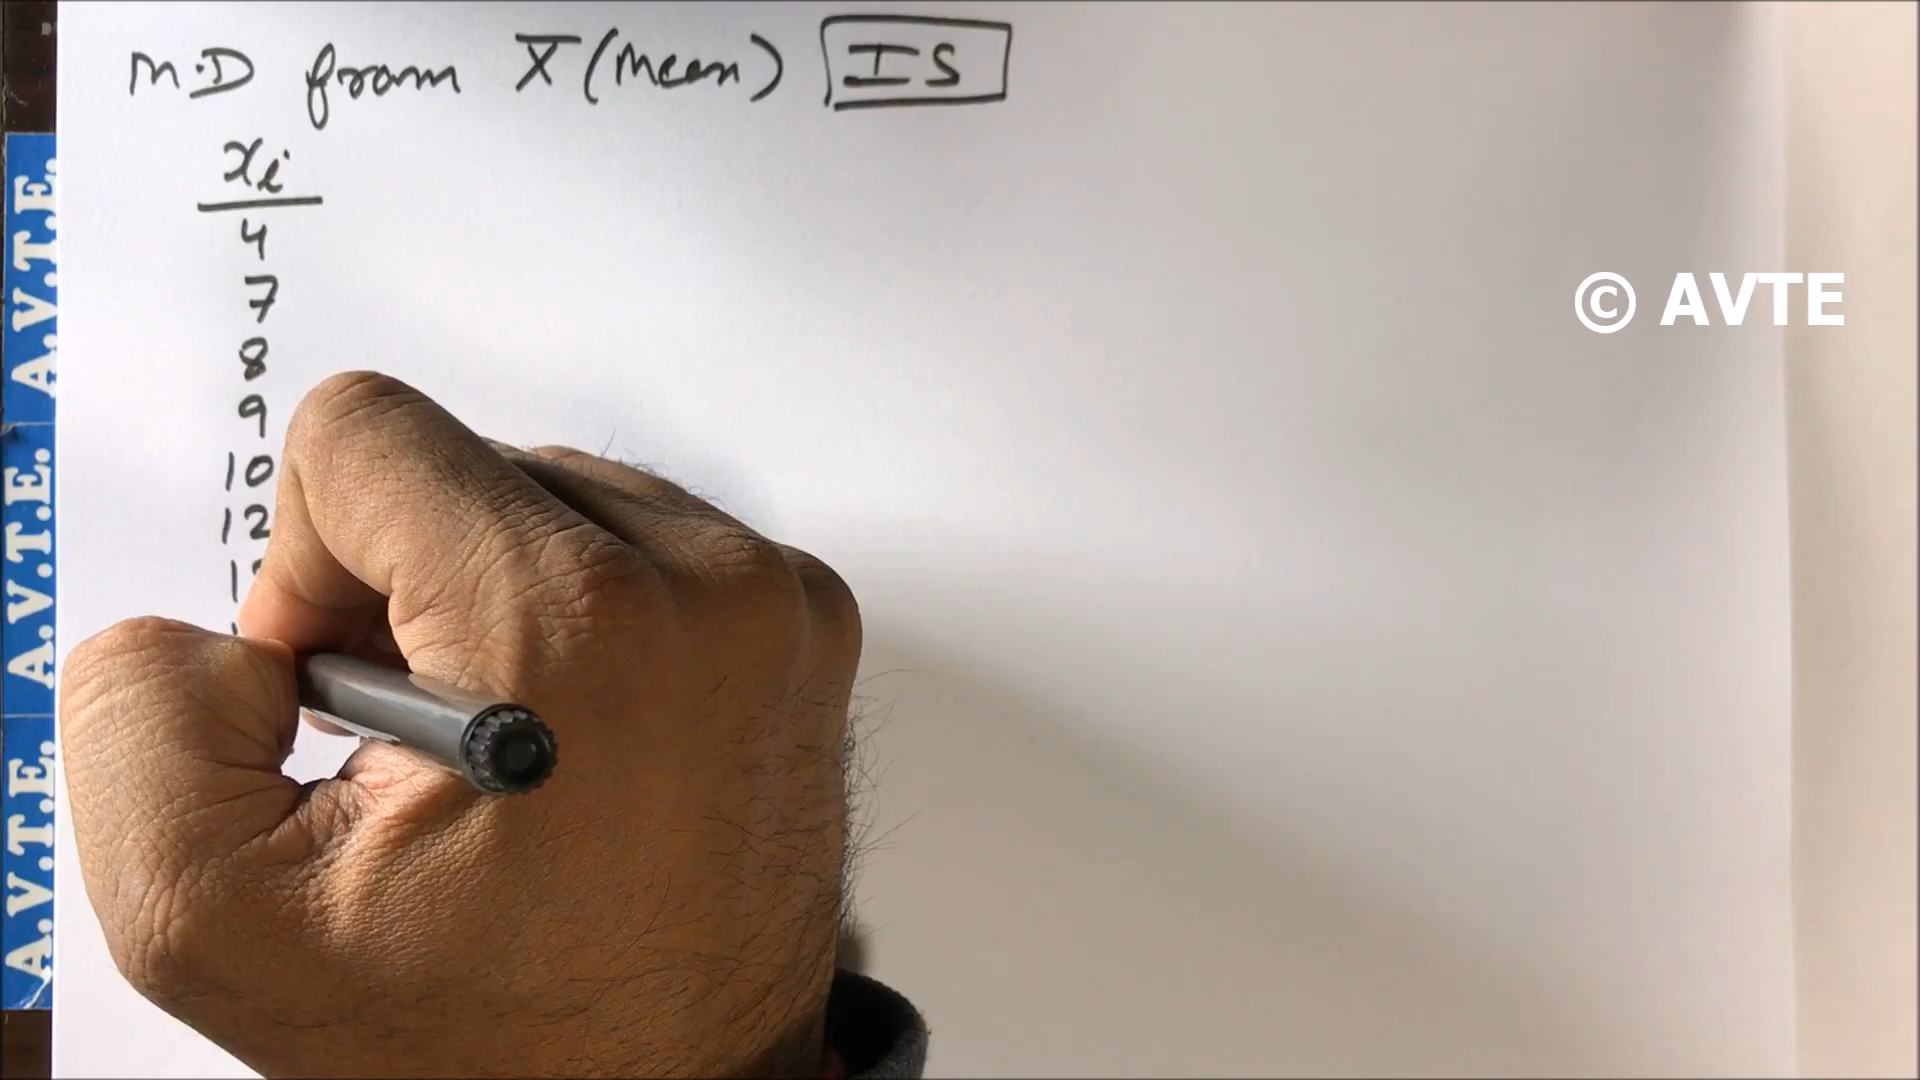 M.D from X̄ (Mean) IS
xi
4
7
8
9
10
12
© AVTE
A.V.T.E.
A.V.T.E.
A.V.T.E.